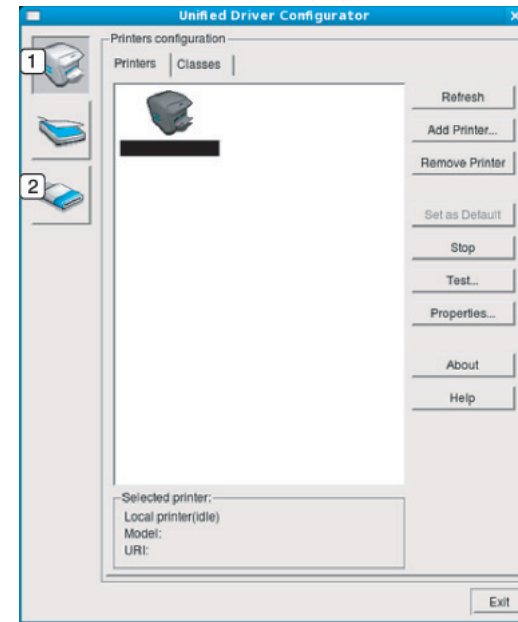 Unified Driver Configurator
1
2
Printers configuration
Printers
Classes
Refresh
Add Printer...
Remove Printer
Set as Default
Stop
Test...
Properties...
About
Help
Selected printer:
Local printer(idle)
Model:
URI:
Exit